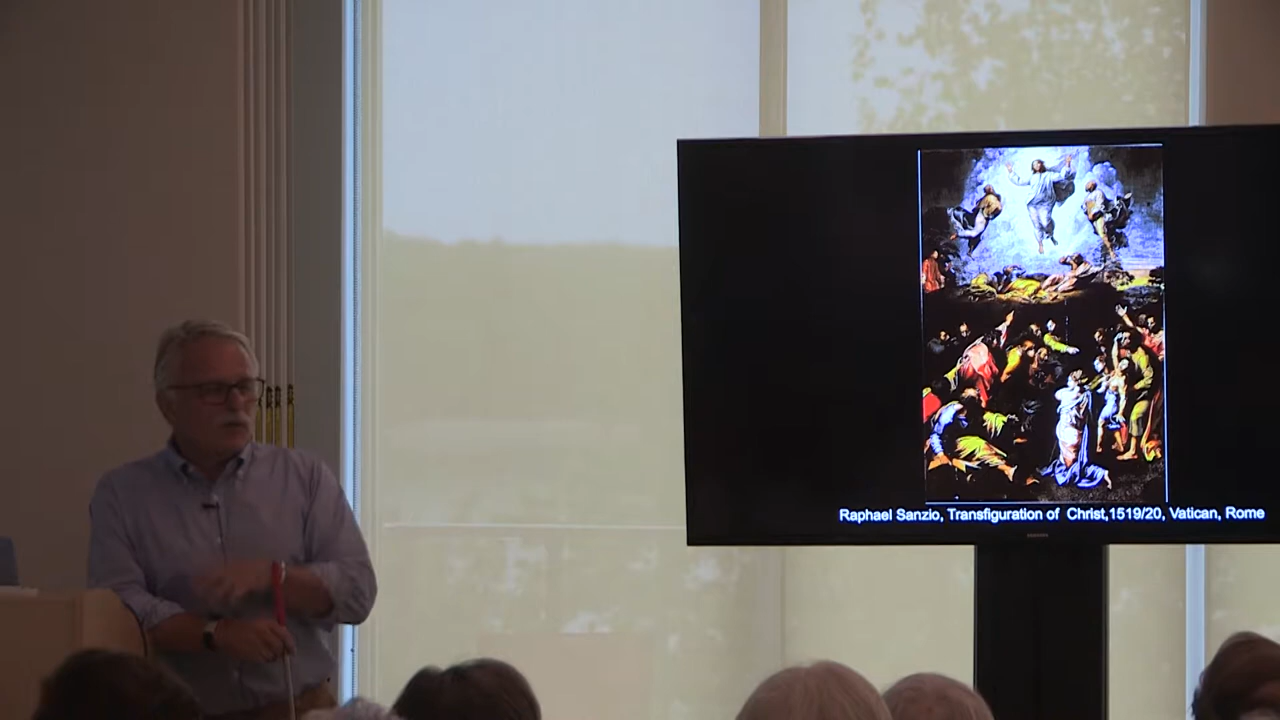 Raphael Sanzio, Transfiguration of Christ,1519/20, Vatican, Rome